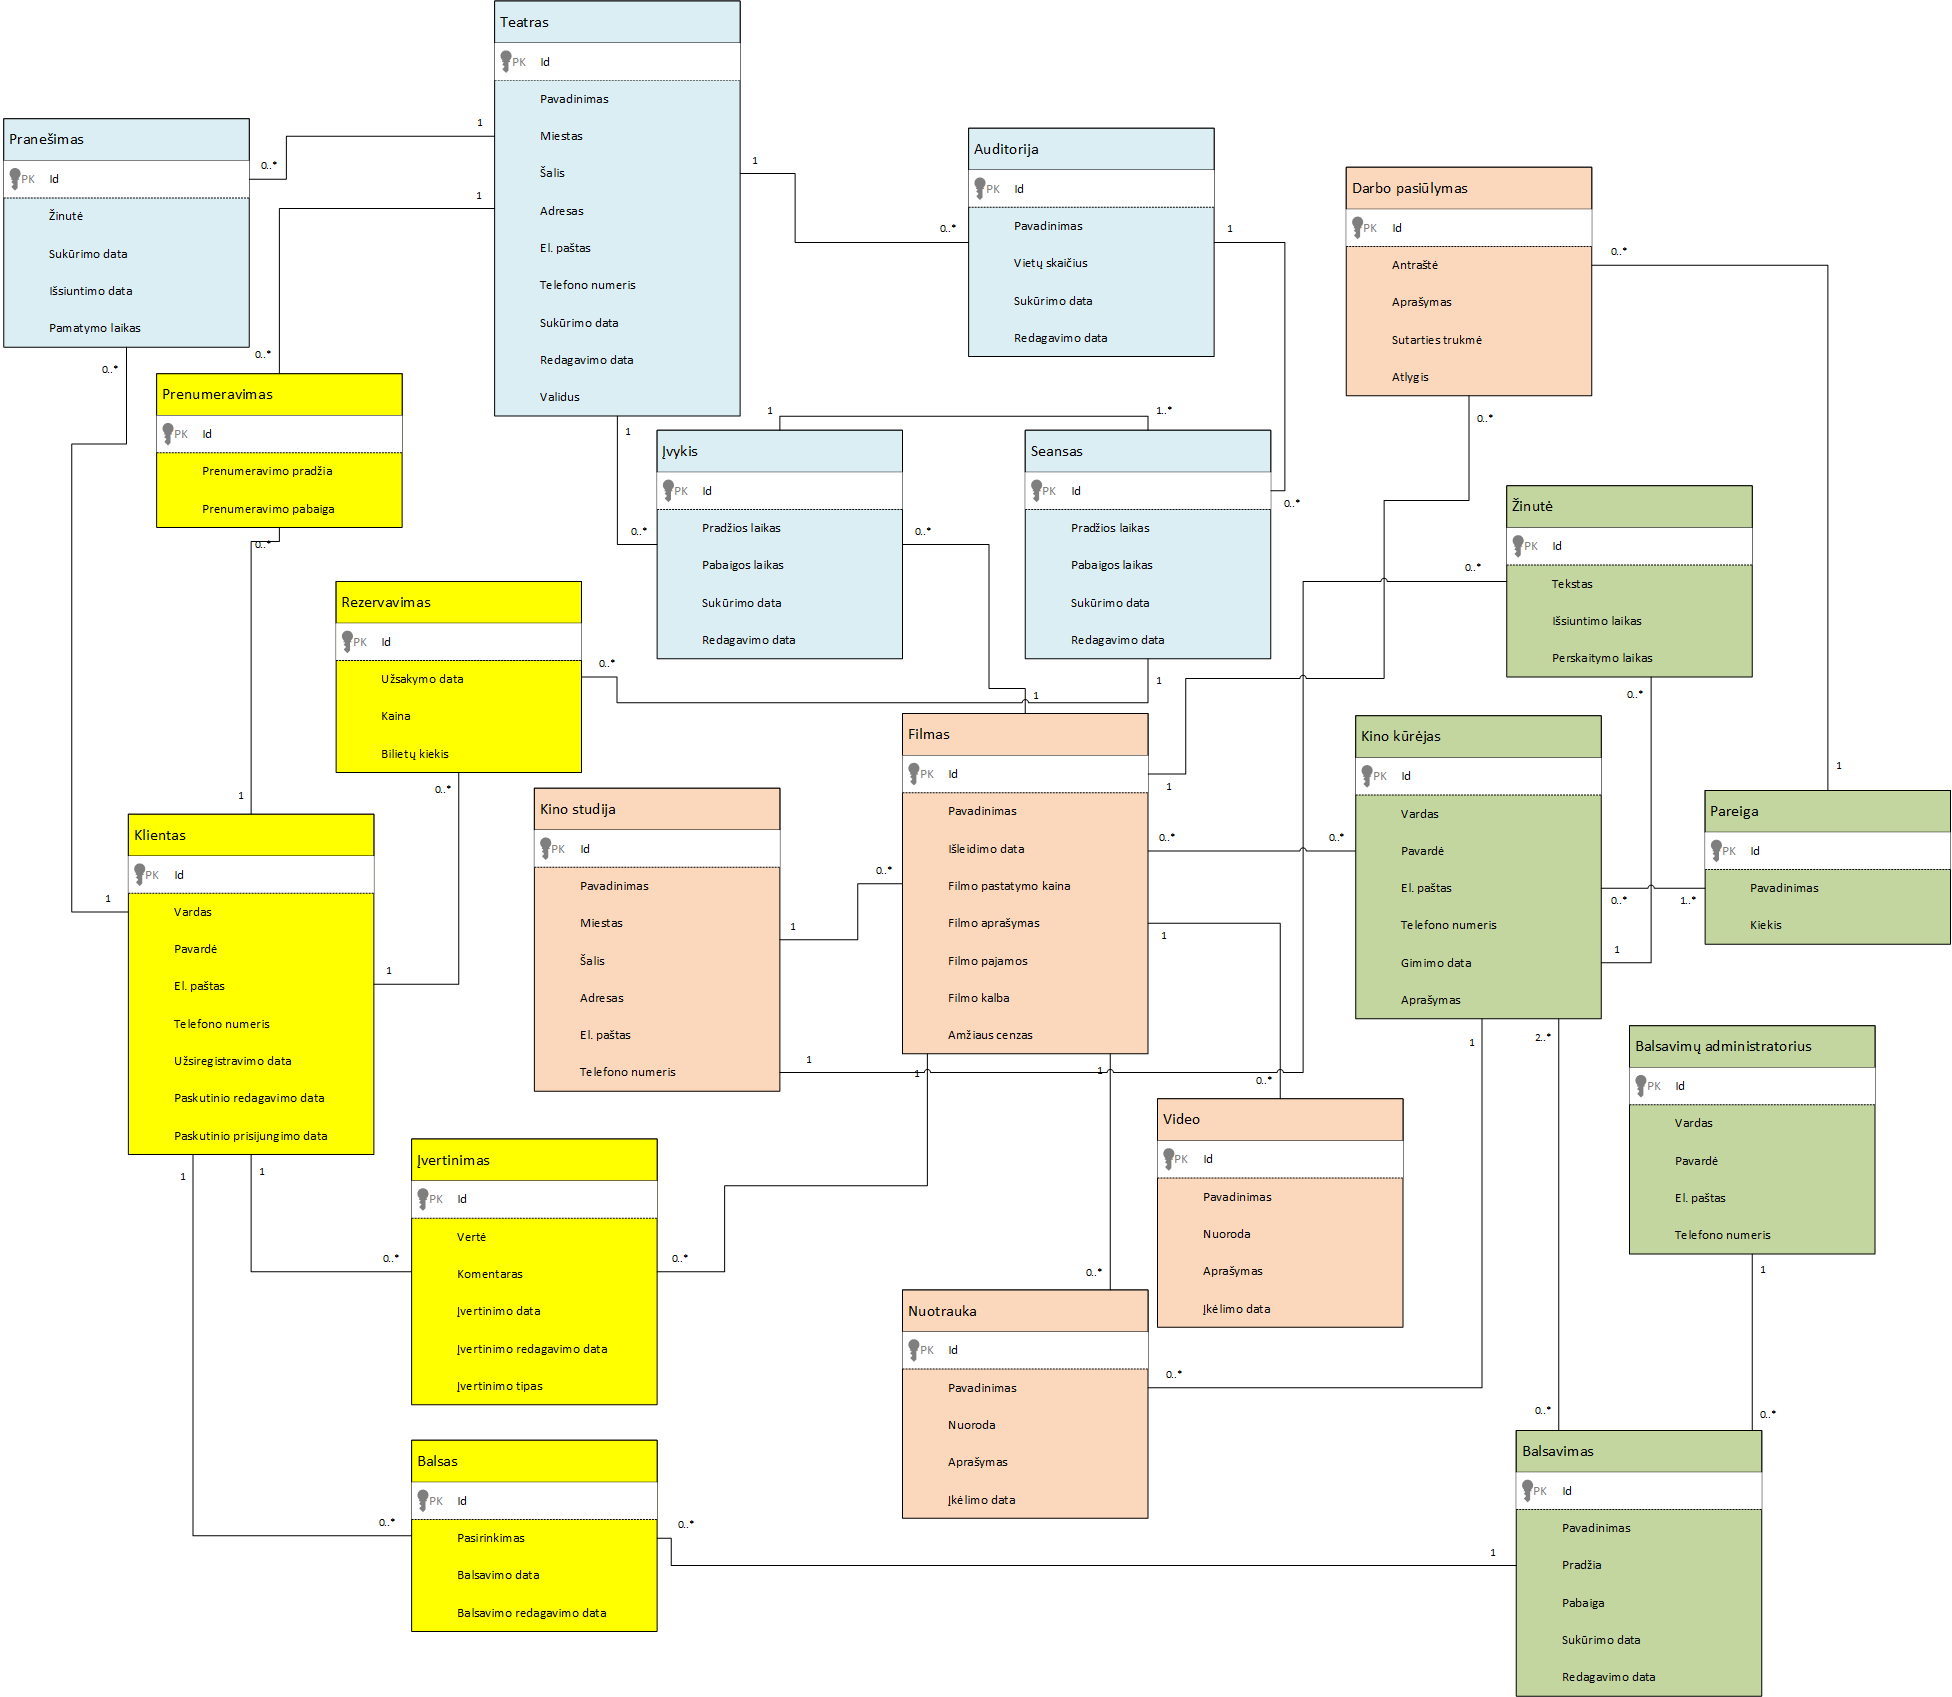 Teatras
PK Id
Pavadinimas
Miestas
Šalis
Adresas
El. paštas
Telefono numeris
Sukūrimo data
Redagavimo data
Validus
1
1
1
1
Pranešimas
PK Id
Žinutė
Sukūrimo data
Išsiuntimo data
Pamatymo laikas
0..*
0..*
Auditorija
PK Id
Pavadinimas
Vietų skaičius
Sukūrimo data
Redagavimo data
0..*
1
Darbo pasiūlymas
PK Id
Antraštė
Aprašymas
Sutarties trukmė
Atlygis
0..*
0..*
Prenumeravimas
PK Id
Prenumeravimo pradžia
Prenumeravimo pabaiga
0..*
0..*
Įvykis
PK Id
Pradžios laikas
Pabaigos laikas
Sukūrimo data
Redagavimo data
1
0..*
0..*
Seansas
PK Id
Pradžios laikas
Pabaigos laikas
Sukūrimo data
Redagavimo data
1..*
0..*
1
Žinutė
PK Id
Tekstas
Išsiuntimo laikas
Perskaitymo laikas
0..*
0..*
Rezervavimas
PK Id
Užsakymo data
Kaina
Bilietų kiekis
0..*
0..*
Filmas
PK Id
Pavadinimas
Išleidimo data
Filmo pastatymo kaina
Filmo aprašymas
Filmo pajamos
Filmo kalba
Amžiaus cenzas
1
1
0..*
0..*
1
1
1
Kino kūrėjas
PK Id
Vardas
Pavardė
El. paštas
Telefono numeris
Gimimo data
Aprašymas
0..*
0..*
1
1
2..*
Pareiga
PK Id
Pavadinimas
Kiekis
1
1..*
Kino studija
PK Id
Pavadinimas
Miestas
Šalis
Adresas
El. paštas
Telefono numeris
1
1
Klientas
PK Id
Vardas
Pavardė
El. paštas
Telefono numeris
Užsiregistravimo data
Paskutinio redagavimo data
Paskutinio prisijungimo data
1
1
1
1
1
Balsavimų administratorius
PK Id
Vardas
Pavardė
El. paštas
Telefono numeris
1
Video
PK Id
Pavadinimas
Nuoroda
Aprašymas
Įkėlimo data
0..*
Įvertinimas
PK Id
Vertė
Komentaras
Įvertinimo data
Įvertinimo redagavimo data
Įvertinimo tipas
0..*
0..*
Nuotrauka
PK Id
Pavadinimas
Nuoroda
Aprašymas
Įkėlimo data
0..*
0..*
Balsas
PK Id
Pasirinkimas
Balsavimo data
Balsavimo redagavimo data
0..*
0..*
Balsavimas
PK Id
Pavadinimas
Pradžia
Pabaiga
Sukūrimo data
Redagavimo data
0..*
0..*
1